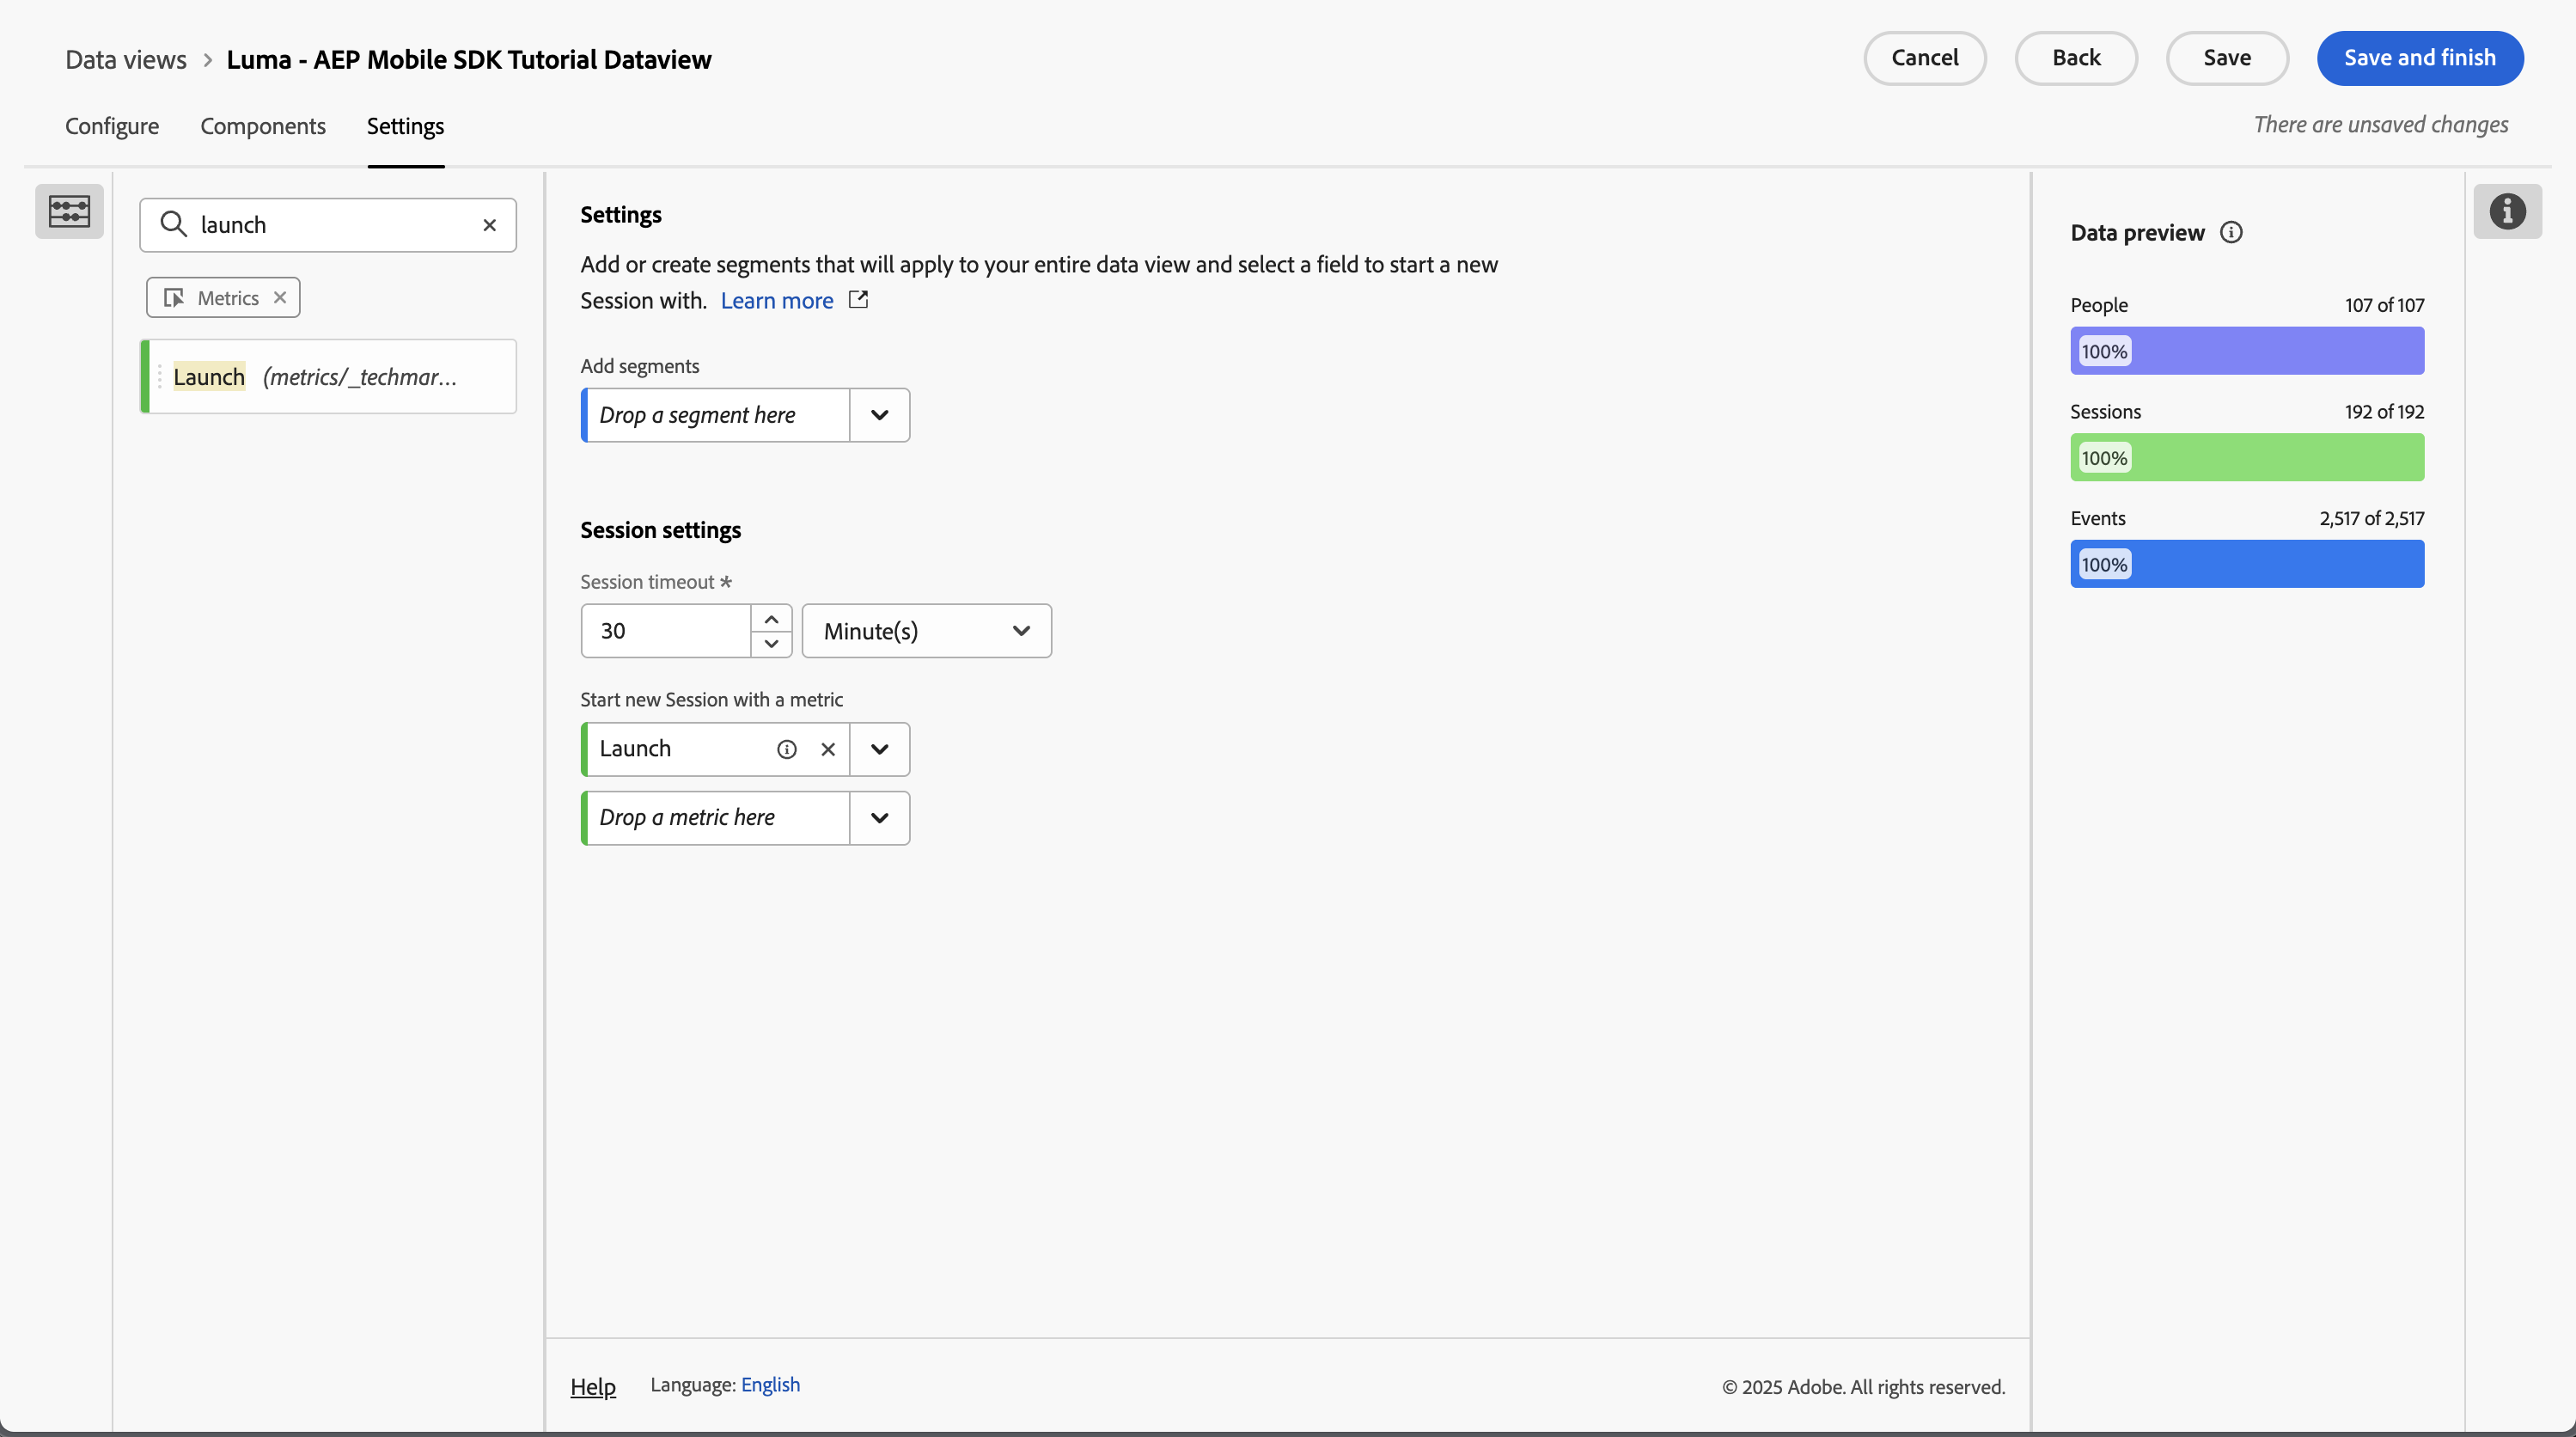 Data views > Luma - AEP Mobile SDK Tutorial Dataview
Cancel
Back
Save
Save and finish
Configure
Components
Settings
There are unsaved changes
launch
Metrics
Launch (metrics/_techmar...
Settings
Add or create segments that will apply to your entire data view and select a field to start a new
Session with. Learn more
Add segments
Drop a segment here
Session settings
Session timeout *
30
Minute(s)
Start new Session with a metric
Launch
Drop a metric here
Data preview
People 107 of 107
100%
Sessions 192 of 192
100%
Events 2,517 of 2,517
100%
Help
Language: English
© 2025 Adobe. All rights reserved.